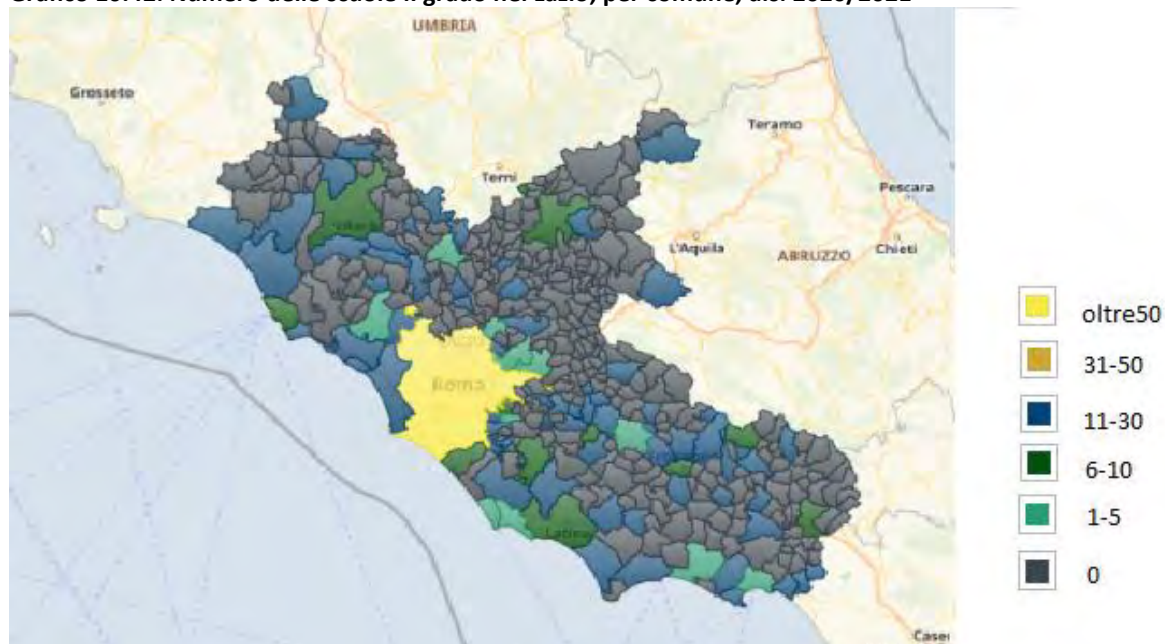 UMBRIA
Grosseto
Teramo
Terni
Pescara
L'Aquila
ABRUZZO
Chieti
Roma
Latina
oltre50
31-50
11-30
6-10
1-5
0